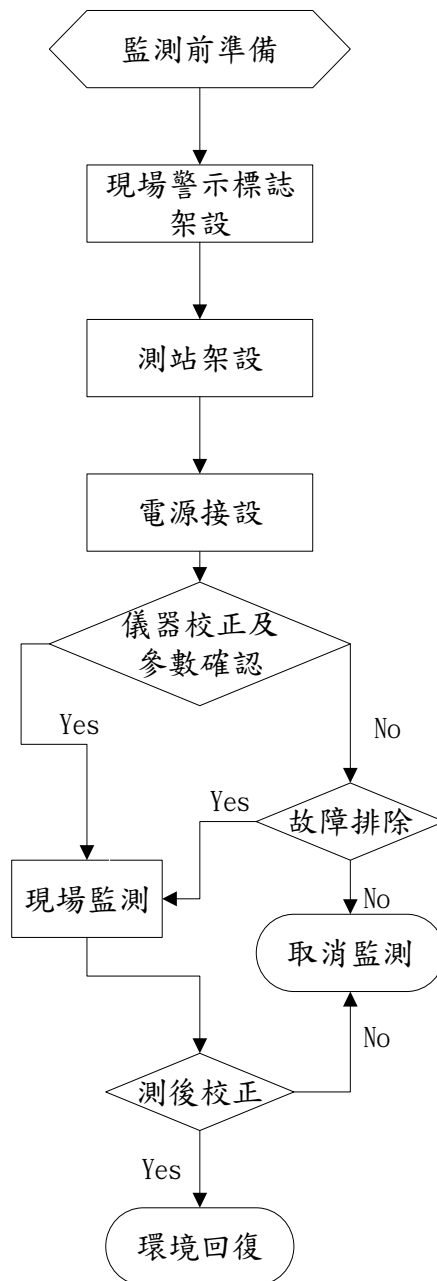 監測前準備
現場警示標誌
架設
測站架設
電源接設
儀器校正及
參數確認
Yes
No
Yes
故障排除
現場監測
No
取消監測
No
測後校正
Yes
環境回復